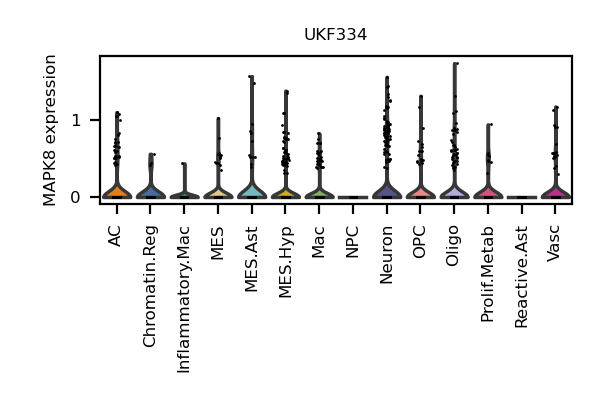 UKF334
MAPK8 expression
1
0
AC
Chromatin.Reg
Inflammatory.Mac
MES
MES.Ast
MES.Hyp
Mac
NPC
Neuron
OPC
Oligo
Prolif.Metab
Reactive.Ast
Vasc